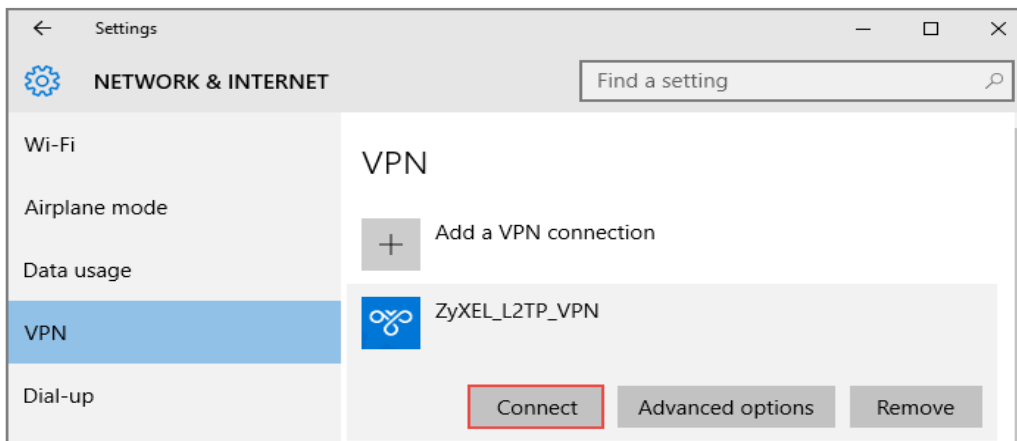 Settings
NETWORK & INTERNET
Find a setting
Wi-Fi
Airplane mode
Data usage
VPN
Dial-up
VPN
Add a VPN connection
ZyXEL_L2TP_VPN
Connect
Advanced options
Remove